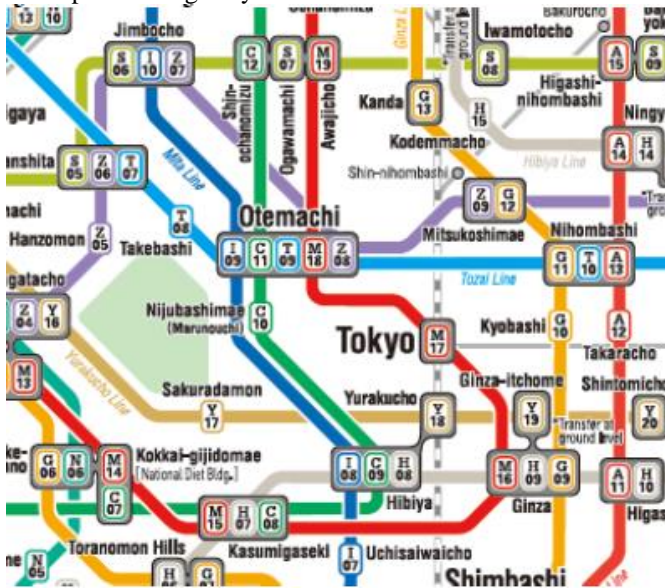 Jimbocho
Iwamotocho
Bakurocho
Ginza Line
*Transfer
ground
S 06
I 10
Z 07
C 12
S 07
M 19
S 08
A 15
S 09
Shin-
ochanomizu
Ogawamachi
Awajicho
Kanda
G 13
Higashi-
nihombashi
H 15
Kodemmacho
A 14
H 14
Hibiya Line
Mita Line
Shin-nihombashi
S 05
Z 06
T 07
Z 09
G 12
T 08
Otemachi
Mitsukoshimae
Nihombashi
Hanzomon
Z 05
Takebashi
I 09
C 11
T 09
M 18
Z 08
G 11
T 10
A 13
Tozai Line
Z 04
Y 16
Nijubashimae
(Marunouchi)
C 10
Kyobashi
G 10
A 12
Tokyo
M 17
Takaracho
M 13
Yurakucho Line
Sakuradamon
Y 17
Yurakucho
Y 18
Ginza-itchome
Y 19
Y 20
*Transfer at
ground level
G 06
N 06
M 14
Kokkai-gijidomae
[National Diet Bldg.]
C 07
I 08
C 09
H 08
Hibiya
M 16
H 09
G 09
Ginza
A 11
H 10
M 15
H 07
C 08
Kasumigaseki
Toranomon Hills
N 05
I 07
Uchisaiwaicho
Shimbashi
Line